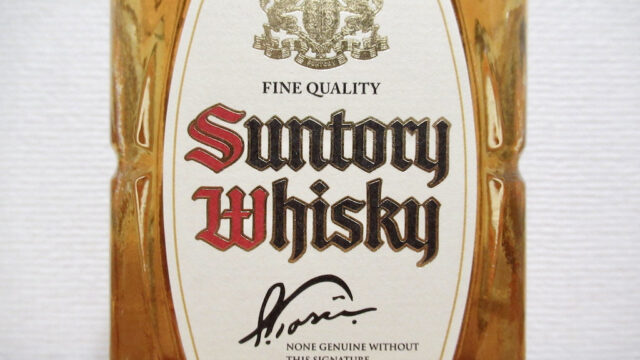 FINE QUALITY
Suntory
Whisky
NONE GENUINE WITHOUT
THIS SIGNATURE